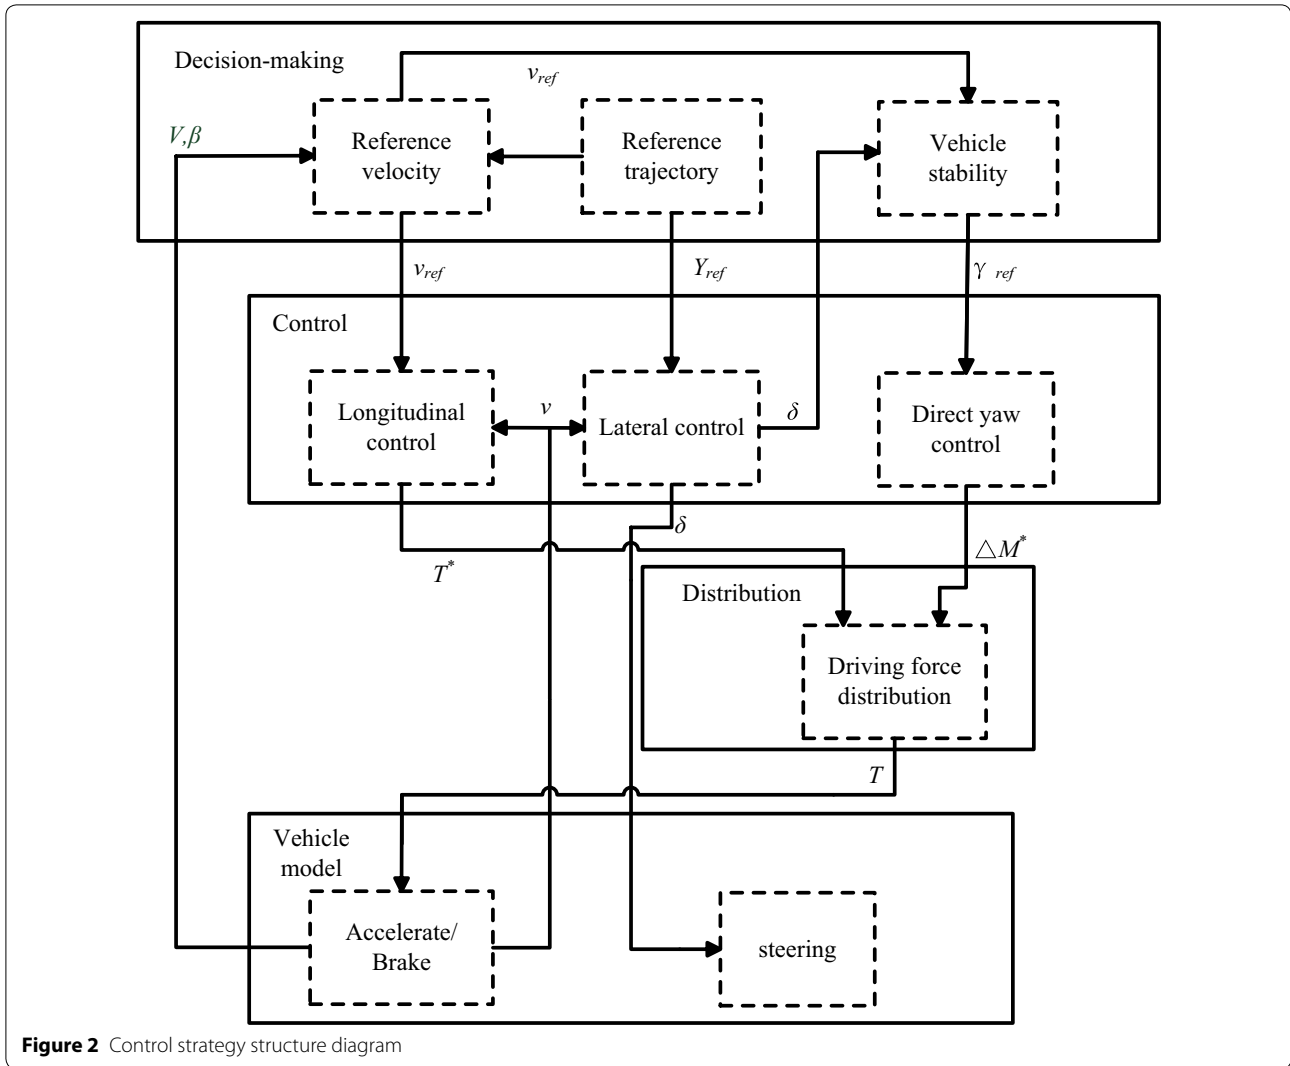 Decision-making
v_ref
V,β
Reference
velocity
Reference
trajectory
Vehicle
stability
v_ref
Y_ref
γ _ref
Control
Longitudinal
control
v
Lateral control
δ
Direct yaw
control
δ
T*
△M*
Distribution
Driving force
distribution
T
Vehicle
model
Accelerate/
Brake
steering
Figure 2 Control strategy structure diagram